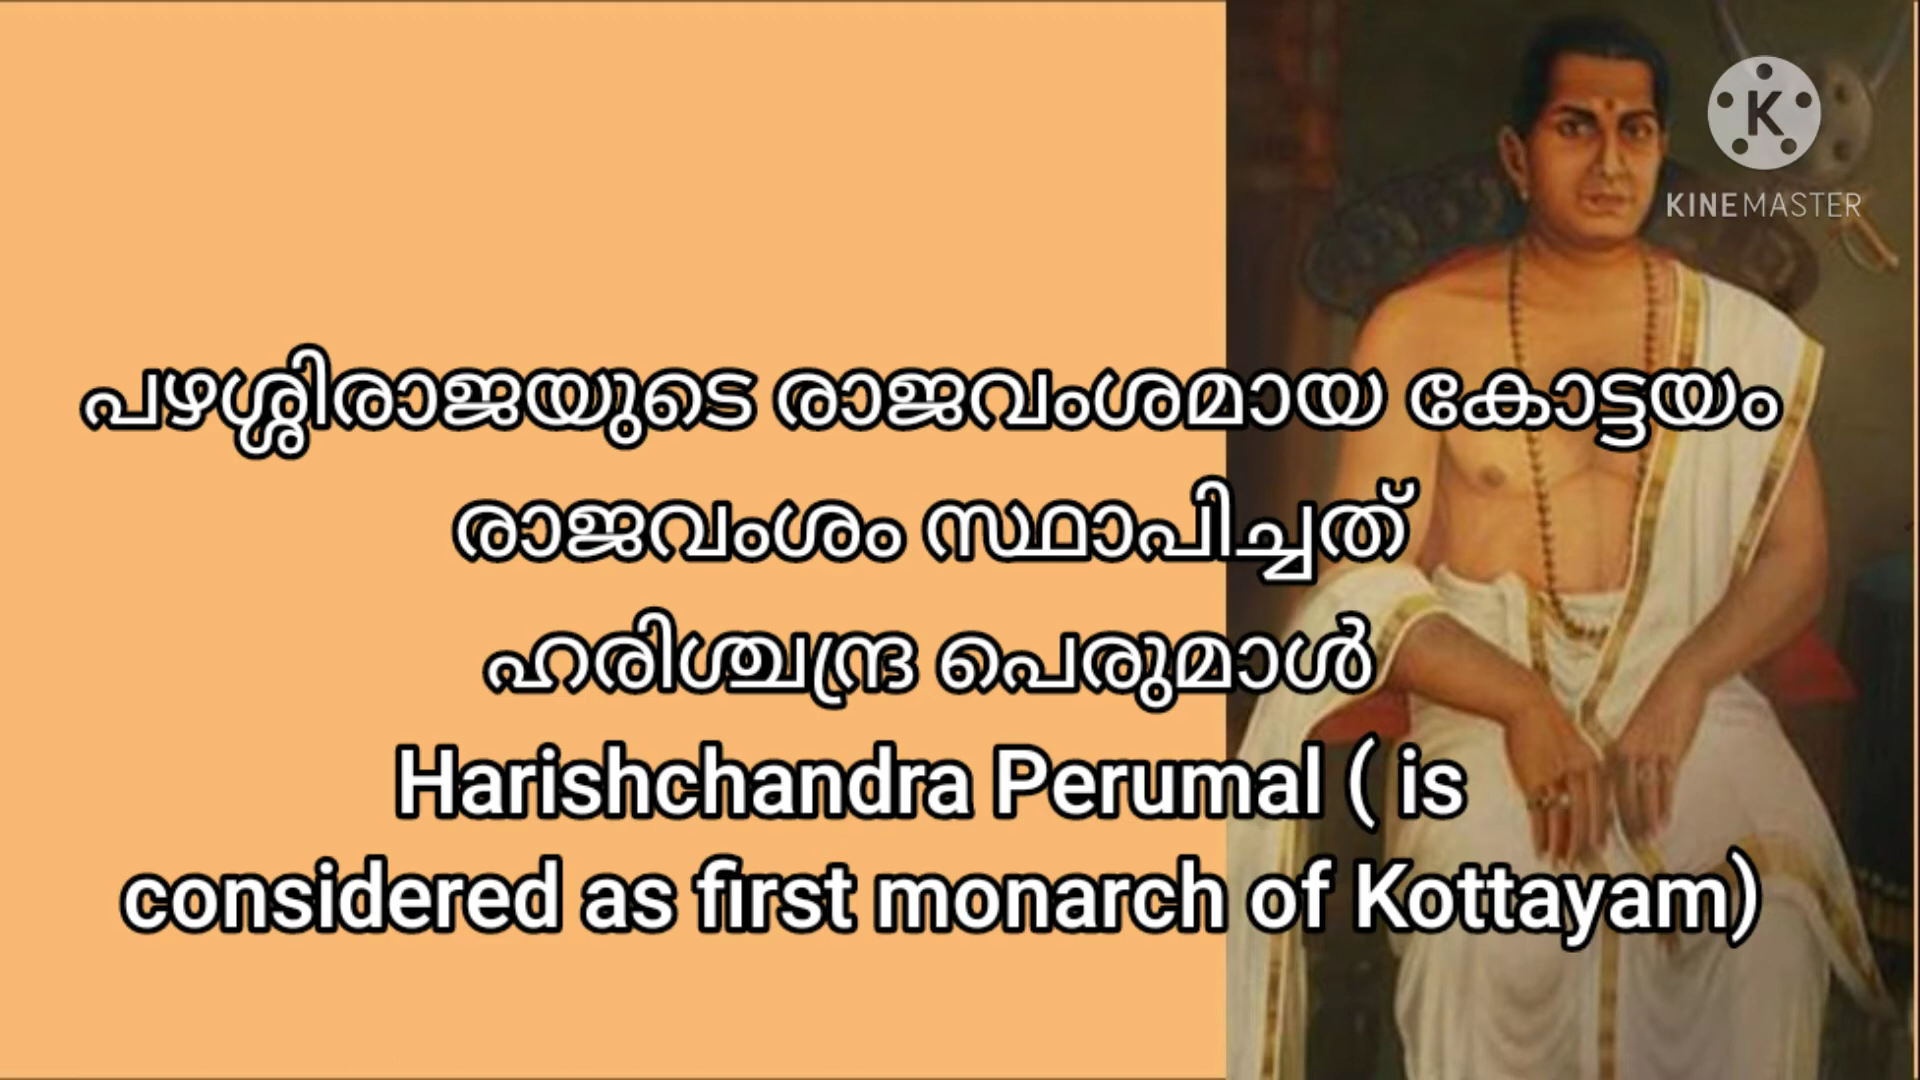 K
KINEMASTER
പഴശ്ശിരാജയുടെ രാജവംശമായ കോട്ടയം
രാജവംശം സ്ഥാപിച്ചത്
ഹരിശ്ചന്ദ്ര പെരുമാൾ
Harishchandra Perumal ( is
considered as first monarch of Kottayam)